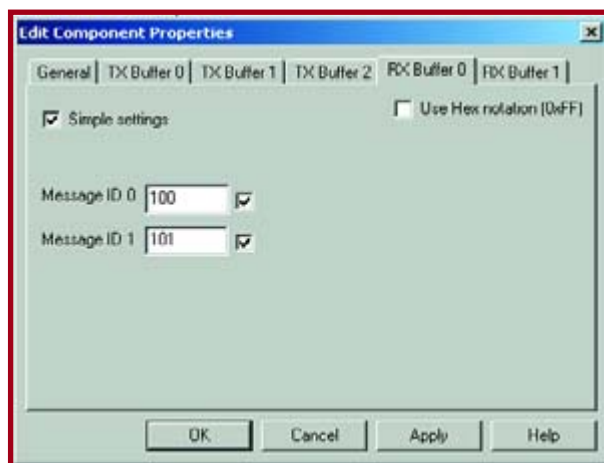 Edit Component Properties
General TX Buffer 0 TX Buffer 1 TX Buffer 2 RX Buffer 0 RX Buffer 1
Simple settings
Use Hex notation (0xFF)
Message ID 0 100
Message ID 1 101
OK Cancel Apply Help